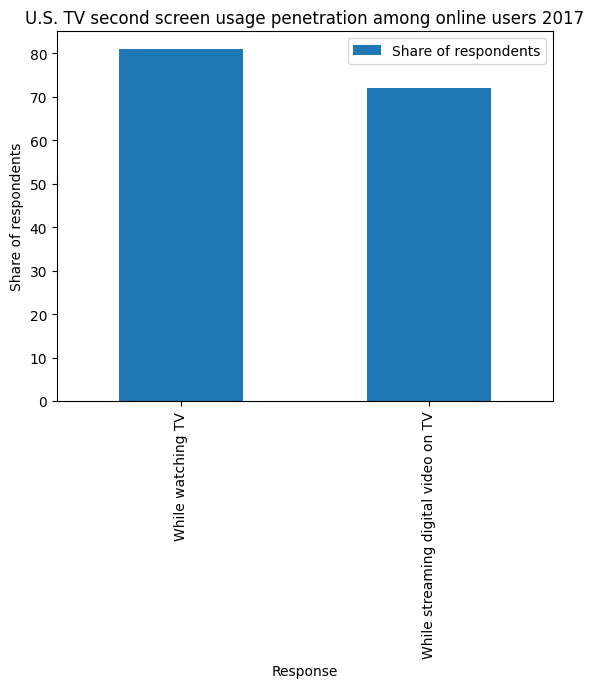 U.S. TV second screen usage penetration among online users 2017
Share of respondents
Share of respondents
80
70
60
50
40
30
20
10
0
While watching TV
While streaming digital video on TV
Response